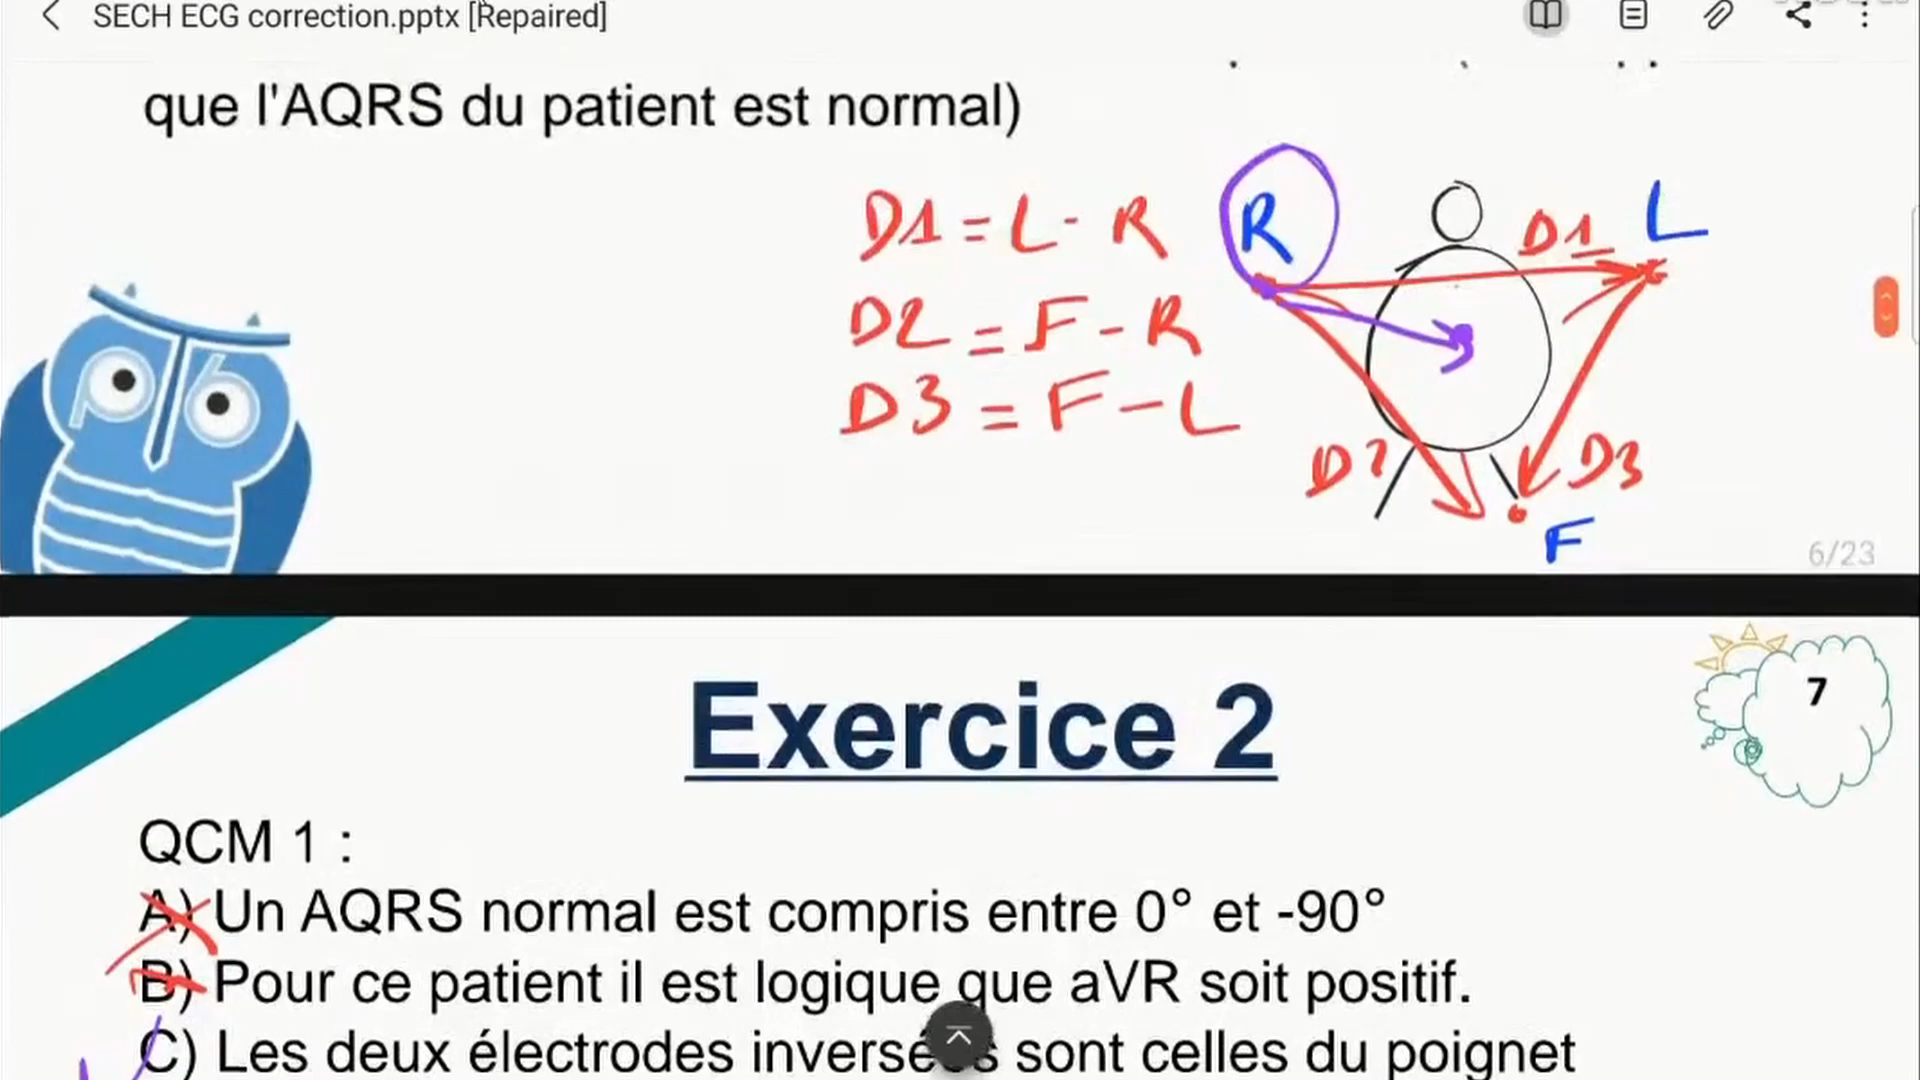 SECH ECG correction.pptx [Repaired]
que l'AQRS du patient est normal)
D1 = L - R
D2 = F - R
D3 = F - L
R
D1
L
D2
D3
F
6/23
Exercice 2
7
QCM 1 :
A) Un AQRS normal est compris entre 0° et -90°
B) Pour ce patient il est logique que aVR soit positif.
C) Les deux électrodes inversées sont celles du poignet